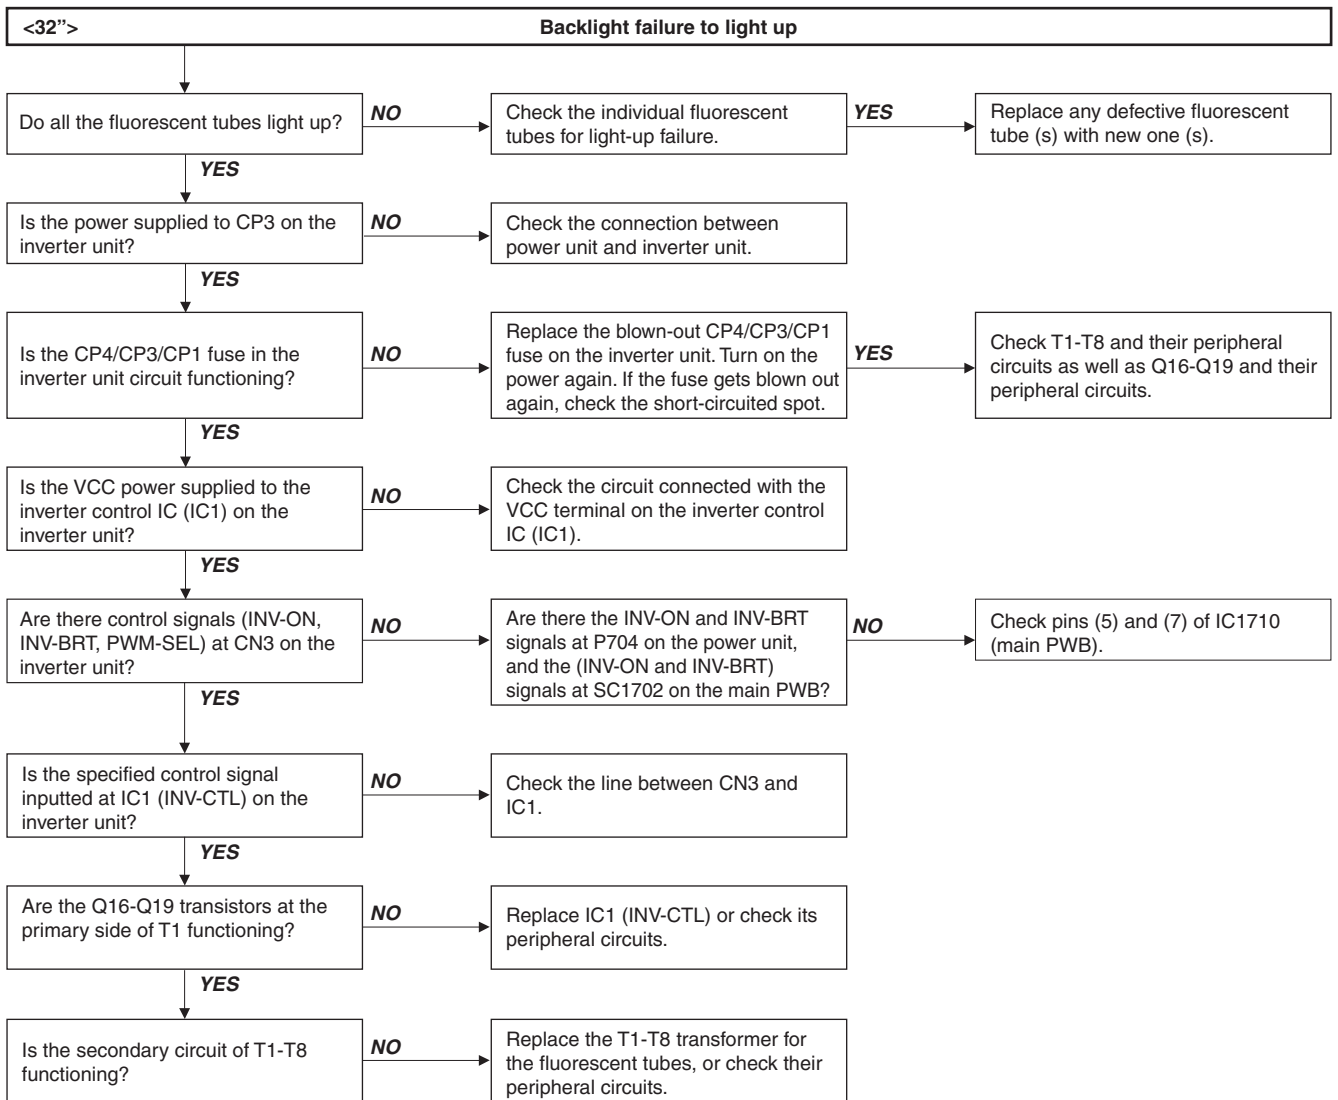 <32”>
Backlight failure to light up
Do all the fluorescent tubes light up?
NO
Check the individual fluorescent
tubes for light-up failure.
YES
Replace any defective fluorescent
tube (s) with new one (s).
YES
Is the power supplied to CP3 on the
inverter unit?
NO
Check the connection between
power unit and inverter unit.
YES
Is the CP4/CP3/CP1 fuse in the
inverter unit circuit functioning?
NO
Replace the blown-out CP4/CP3/CP1
fuse on the inverter unit. Turn on the
power again. If the fuse gets blown out
again, check the short-circuited spot.
YES
Check T1-T8 and their peripheral
circuits as well as Q16-Q19 and their
peripheral circuits.
YES
Is the VCC power supplied to the
inverter control IC (IC1) on the
inverter unit?
NO
Check the circuit connected with the
VCC terminal on the inverter control
IC (IC1).
YES
Are there control signals (INV-ON,
INV-BRT, PWM-SEL) at CN3 on the
inverter unit?
NO
Are there the INV-ON and INV-BRT
signals at P704 on the power unit,
and the (INV-ON and INV-BRT)
signals at SC1702 on the main PWB?
NO
Check pins (5) and (7) of IC1710
(main PWB).
YES
Is the specified control signal
inputted at IC1 (INV-CTL) on the
inverter unit?
NO
Check the line between CN3 and
IC1.
YES
Are the Q16-Q19 transistors at the
primary side of T1 functioning?
NO
Replace IC1 (INV-CTL) or check its
peripheral circuits.
YES
Is the secondary circuit of T1-T8
functioning?
NO
Replace the T1-T8 transformer for
the fluorescent tubes, or check their
peripheral circuits.